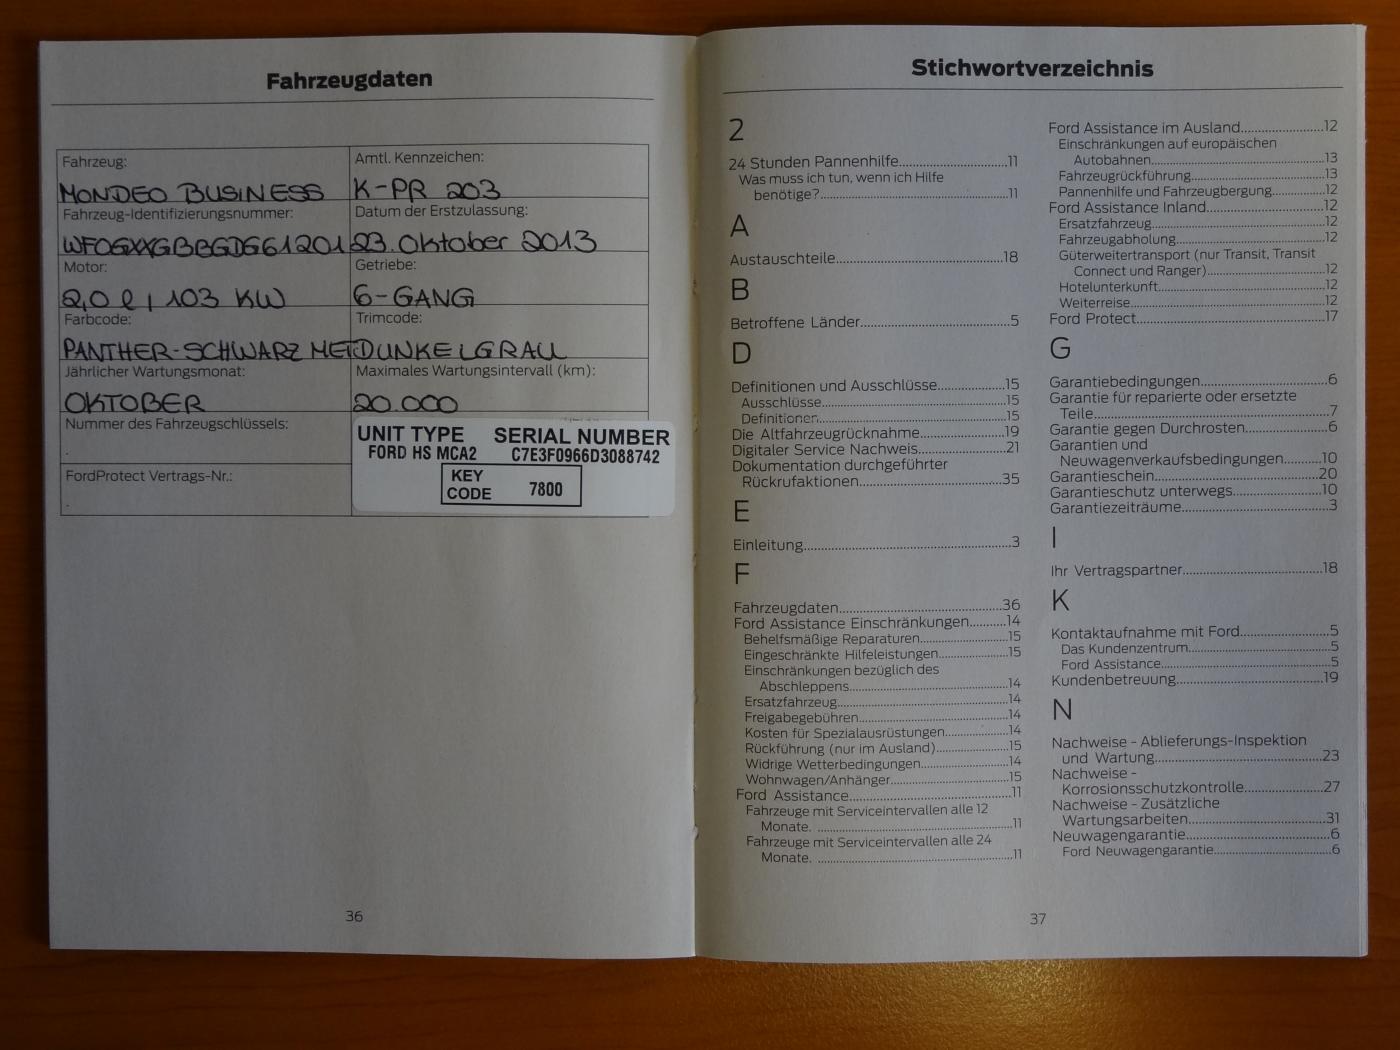 Fahrzeugdaten
Fahrzeug:
MONDEO BUSINESS
Amtl. Kennzeichen:
K-PR 203
Fahrzeug-Identifizierungsnummer:
WF0GXXGBBGDG61201
Datum der Erstzulassung:
23. Oktober 2013
Motor:
2,0 l, 103 KW
Getriebe:
6-GANG
Farbcode:
PANTHER-SCHWARZ MET
Trimcode:
DUNKELGRAU
Jährlicher Wartungsmonat:
OKTOBER
Maximales Wartungsintervall (km):
20.000
Nummer des Fahrzeugschlüssels:
UNIT TYPE SERIAL NUMBER
FORD HS MCA2 C7E3F0966D3088742
KEY CODE 7800
FordProtect Vertrags-Nr.:
36
Stichwortverzeichnis
2
24 Stunden Pannenhilfe..........11
Was muss ich tun, wenn ich Hilfe
benötige?..........11
A
Austauschteile..........18
B
Betroffene Länder..........5
D
Definitionen und Ausschlüsse..........15
Ausschlüsse..........15
Definitionen..........15
Die Altfahrzeugrücknahme..........19
Digitaler Service Nachweis..........21
Dokumentation durchgeführter
Rückrufaktionen..........35
E
Einleitung..........3
F
Fahrzeugdaten..........36
Ford Assistance Einschränkungen..........14
Behelfsmäßige Reparaturen..........15
Eingeschränkte Hilfeleistungen..........15
Einschränkungen bezüglich des
Abschleppens..........14
Ersatzfahrzeug..........14
Freigabegebühren..........14
Kosten für Spezialausrüstungen..........14
Rückführung (nur im Ausland)..........15
Widrige Wetterbedingungen..........14
Wohnwagen/Anhänger..........15
Ford Assistance..........11
Fahrzeuge mit Serviceintervallen alle 12
Monate. ..........11
Fahrzeuge mit Serviceintervallen alle 24
Monate. ..........11
Ford Assistance im Ausland..........12
Einschränkungen auf europäischen
Autobahnen..........13
Fahrzeugrückführung..........13
Pannenhilfe und Fahrzeugbergung..........12
Ford Assistance Inland..........12
Ersatzfahrzeug..........12
Fahrzeugabholung..........12
Güterweitertransport (nur Transit, Transit
Connect und Ranger)..........12
Hotelunterkunft..........12
Weiterreise..........12
Ford Protect..........17
G
Garantiebedingungen..........6
Garantie für reparierte oder ersetzte
Teile..........7
Garantie gegen Durchrosten..........6
Garantien und
Neuwagenverkaufsbedingungen..........10
Garantieschein..........20
Garantieschutz unterwegs..........10
Garantiezeiträume..........3
I
Ihr Vertragspartner..........18
K
Kontaktaufnahme mit Ford..........5
Das Kundenzentrum..........5
Ford Assistance..........5
Kundenbetreuung..........19
N
Nachweise - Ablieferungs-Inspektion
und Wartung..........23
Nachweise -
Korrosionsschutzkontrolle..........27
Nachweise - Zusätzliche
Wartungsarbeiten..........31
Neuwagengarantie..........6
Ford Neuwagengarantie..........6
37